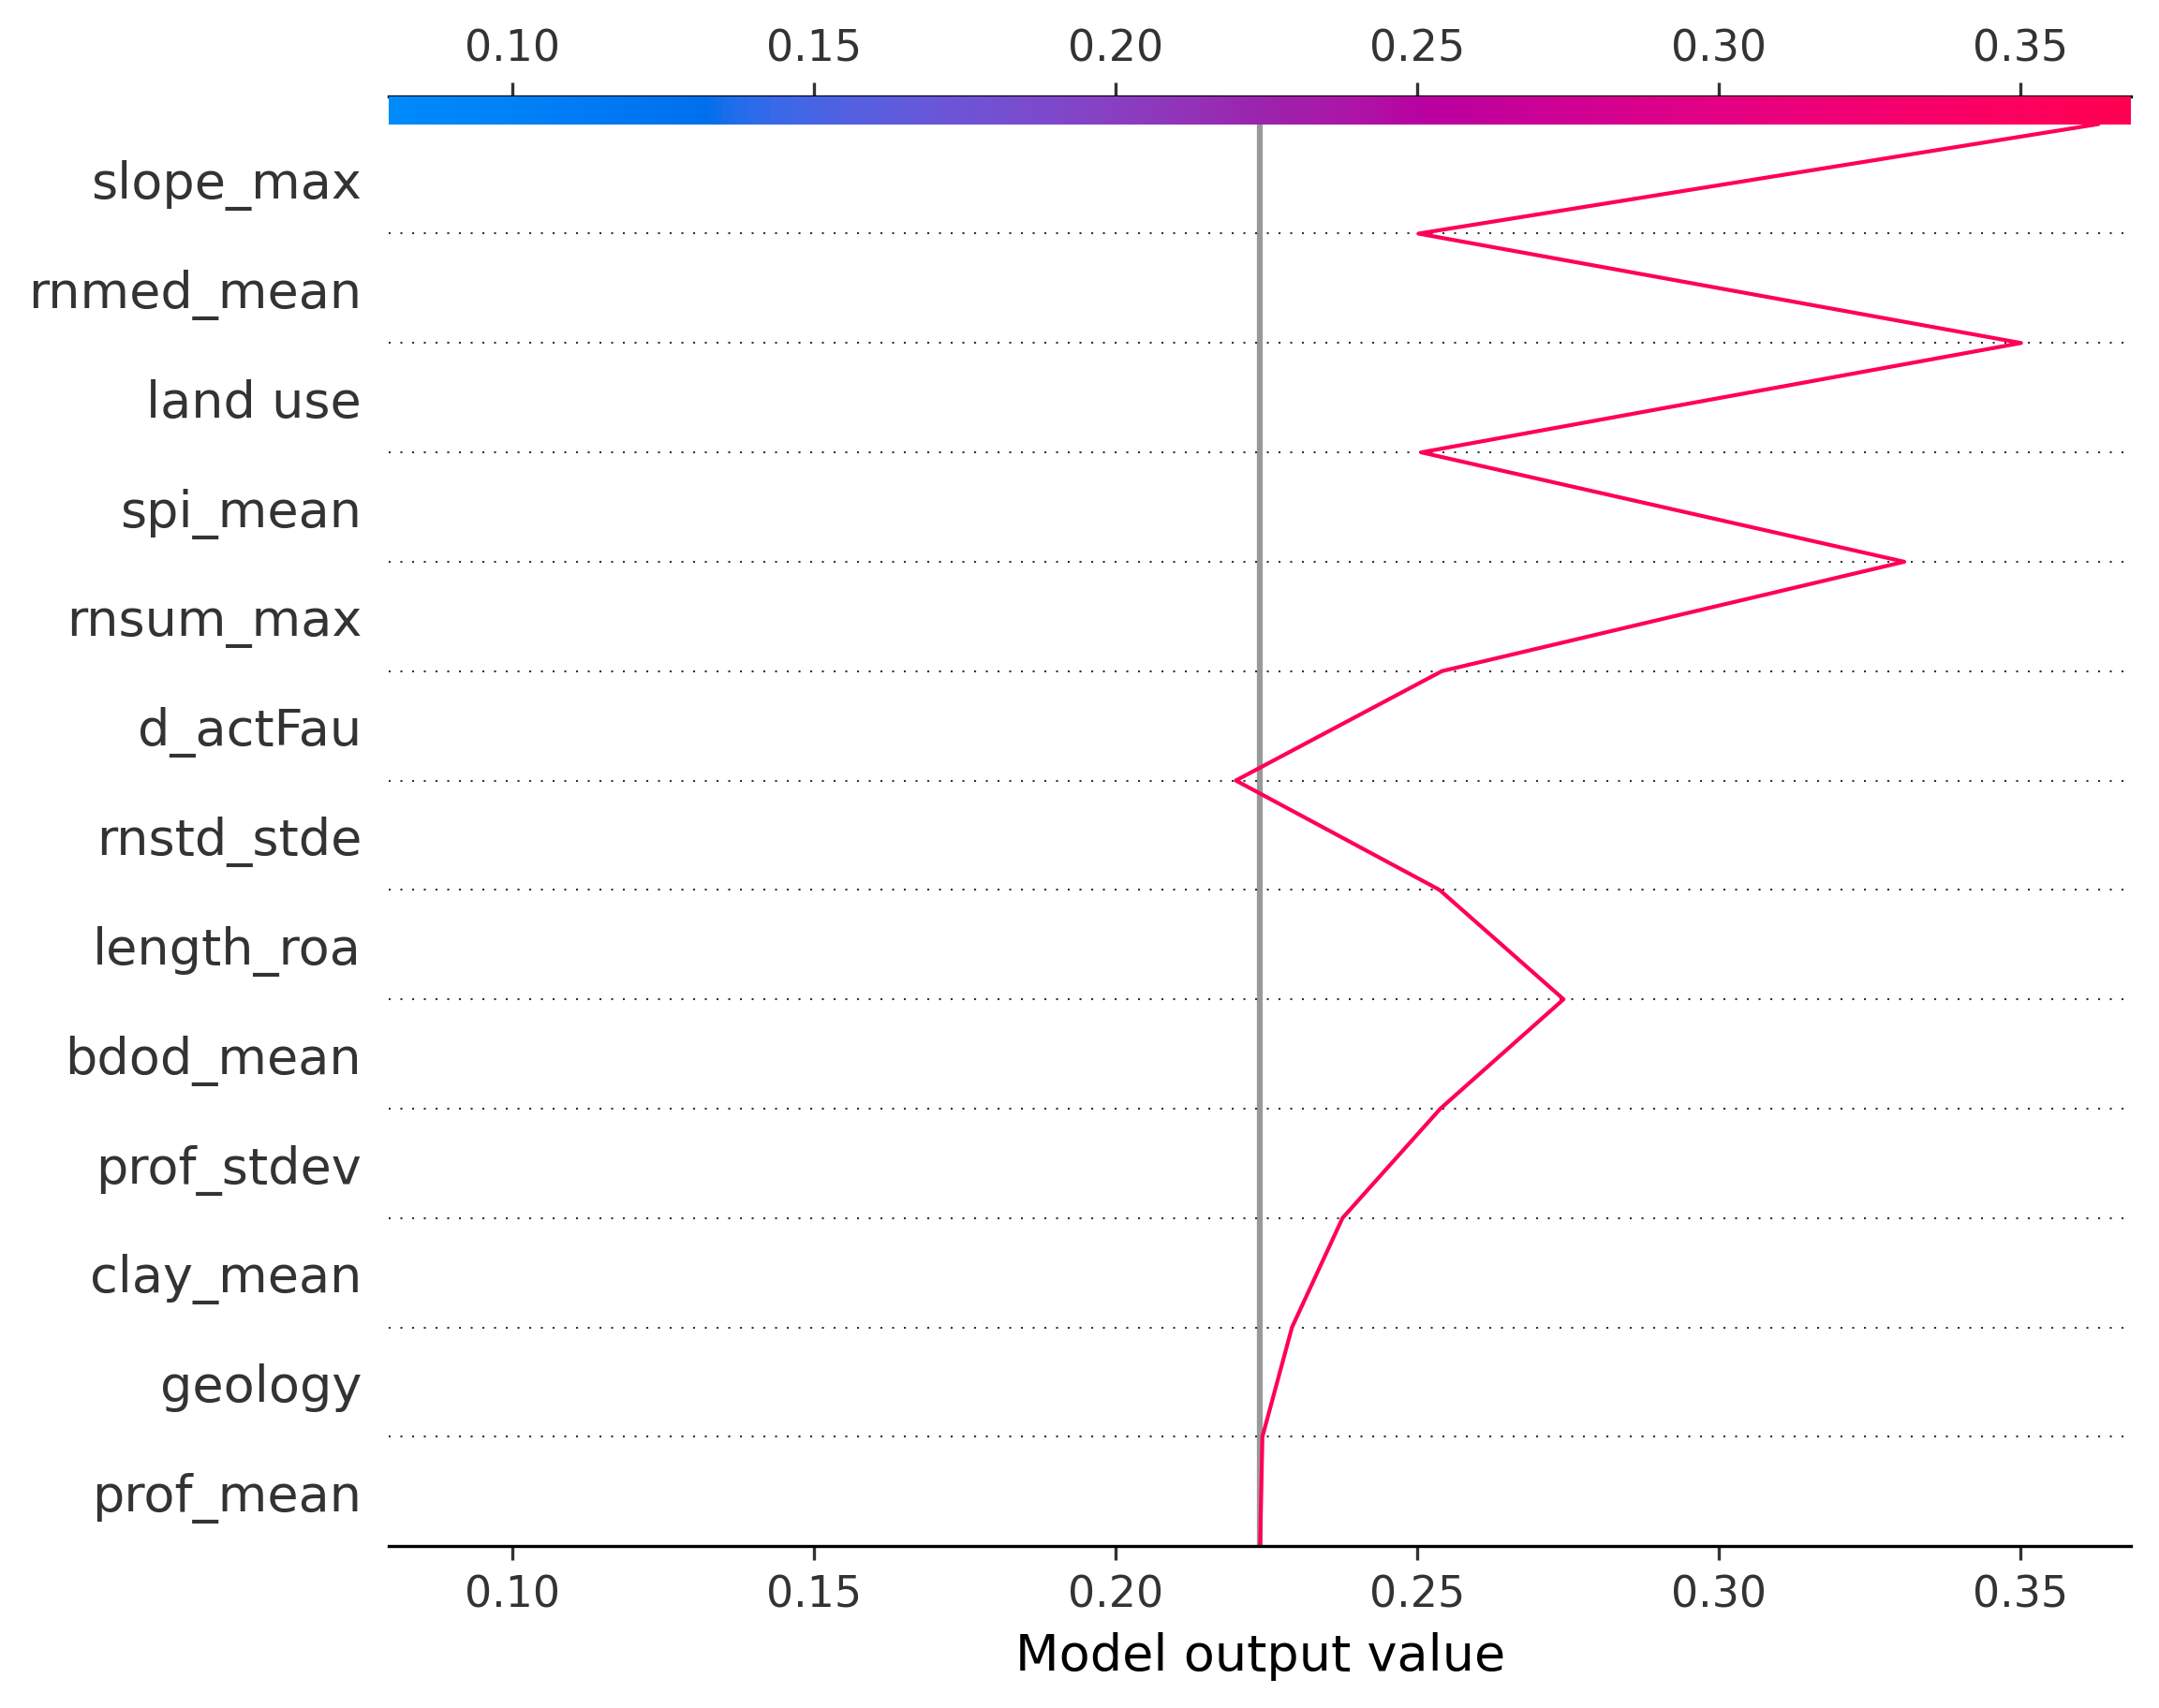 0.10 0.15 0.20 0.25 0.30 0.35
slope_max
rnmed_mean
land use
spi_mean
rnsum_max
d_actFau
rnstd_stde
length_roa
bdod_mean
prof_stdev
clay_mean
geology
prof_mean
0.10 0.15 0.20 0.25 0.30 0.35
Model output value